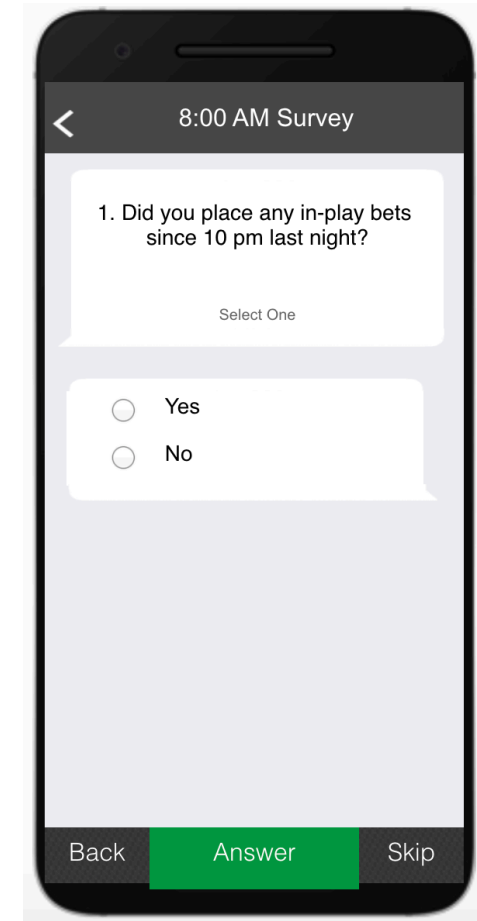 8:00 AM Survey
1. Did you place any in-play bets
since 10 pm last night?
Select One
Yes
No
Back
Answer
Skip